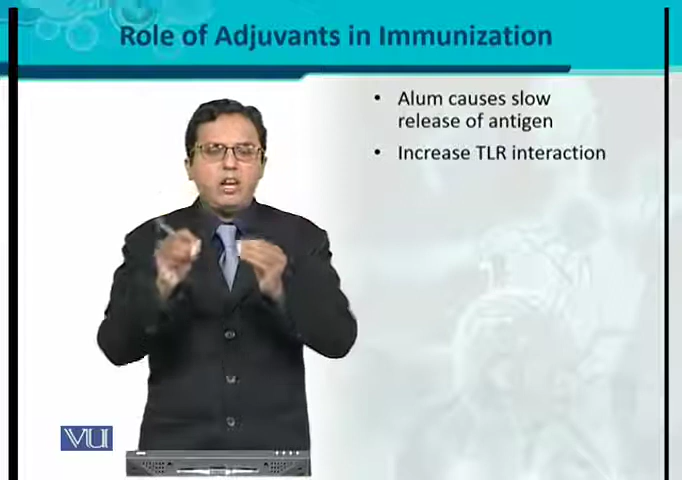 Role of Adjuvants in Immunization
• Alum causes slow
release of antigen
• Increase TLR interaction
VU